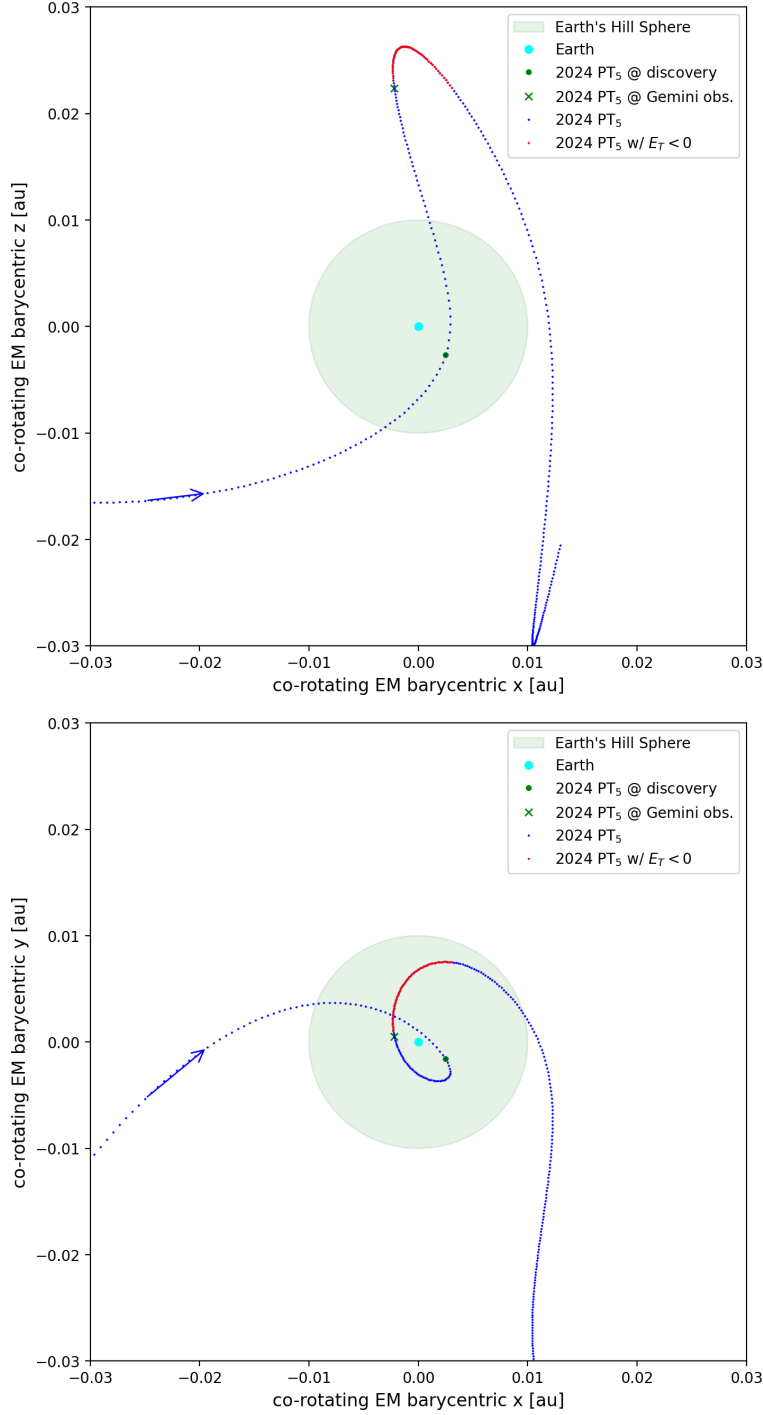 0.03
0.02
0.01
0.00
−0.01
−0.02
−0.03
co-rotating EM barycentric z [au]
Earth's Hill Sphere
Earth
2024 PT₅ @ discovery
2024 PT₅ @ Gemini obs.
2024 PT₅
2024 PT₅ w/ E_T < 0
−0.03 −0.02 −0.01 0.00 0.01 0.02 0.03
co-rotating EM barycentric x [au]
0.03
0.02
0.01
0.00
−0.01
−0.02
−0.03
co-rotating EM barycentric y [au]
Earth's Hill Sphere
Earth
2024 PT₅ @ discovery
2024 PT₅ @ Gemini obs.
2024 PT₅
2024 PT₅ w/ E_T < 0
−0.03 −0.02 −0.01 0.00 0.01 0.02 0.03
co-rotating EM barycentric x [au]